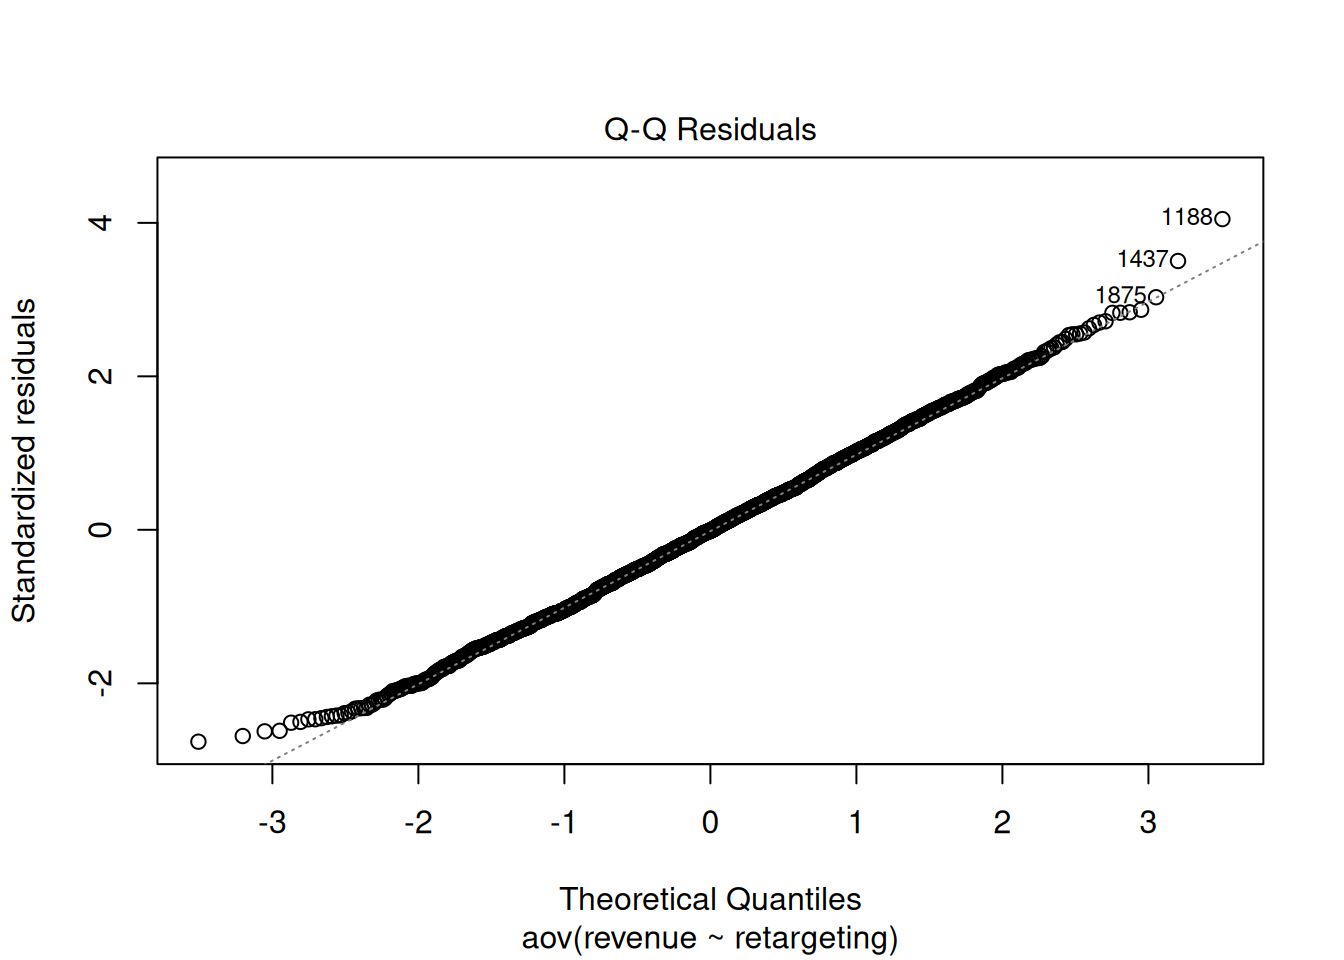 Q-Q Residuals
Standardized residuals
4
2
0
-2
1188
1437
1875
-3 -2 -1 0 1 2 3
Theoretical Quantiles
aov(revenue ~ retargeting)